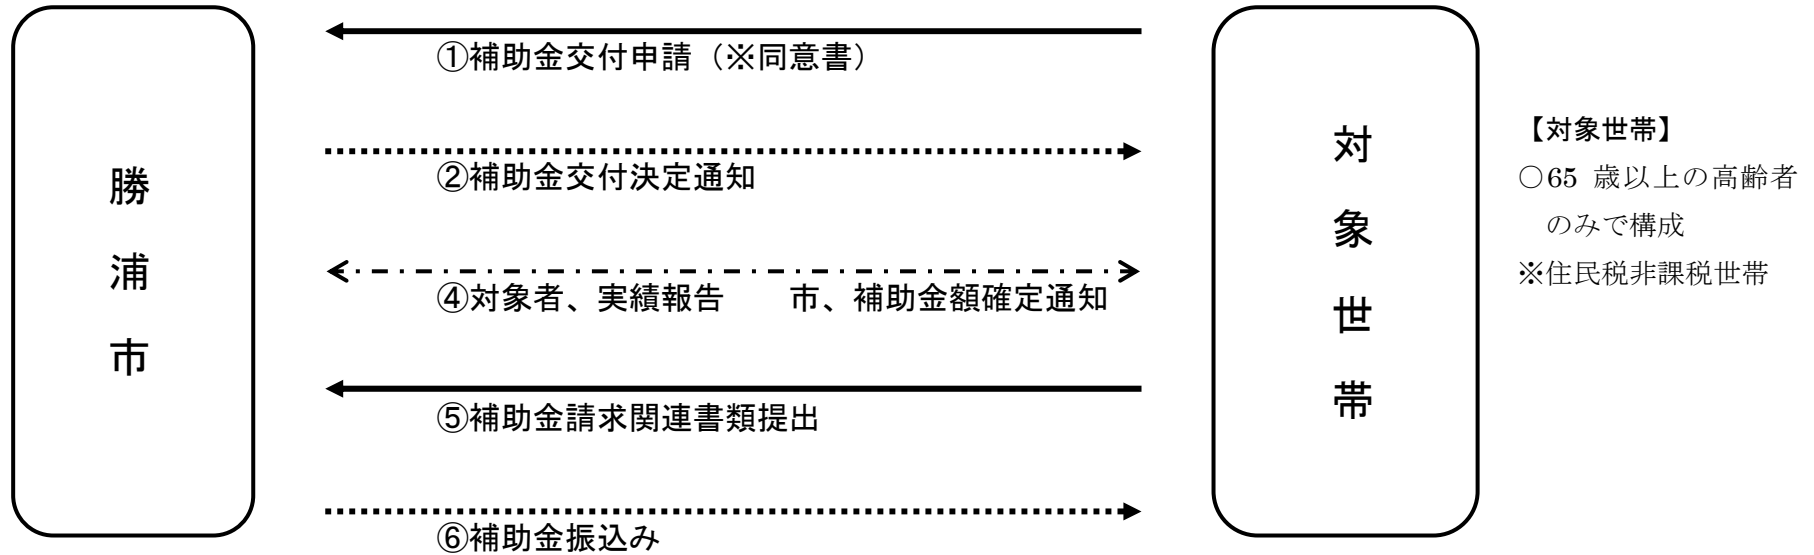 勝浦市
①補助金交付申請（※同意書）
②補助金交付決定通知
④対象者、実績報告　　市、補助金額確定通知
⑤補助金請求関連書類提出
⑥補助金振込み
対象世帯
【対象世帯】
○65 歳以上の高齢者
のみで構成
※住民税非課税世帯